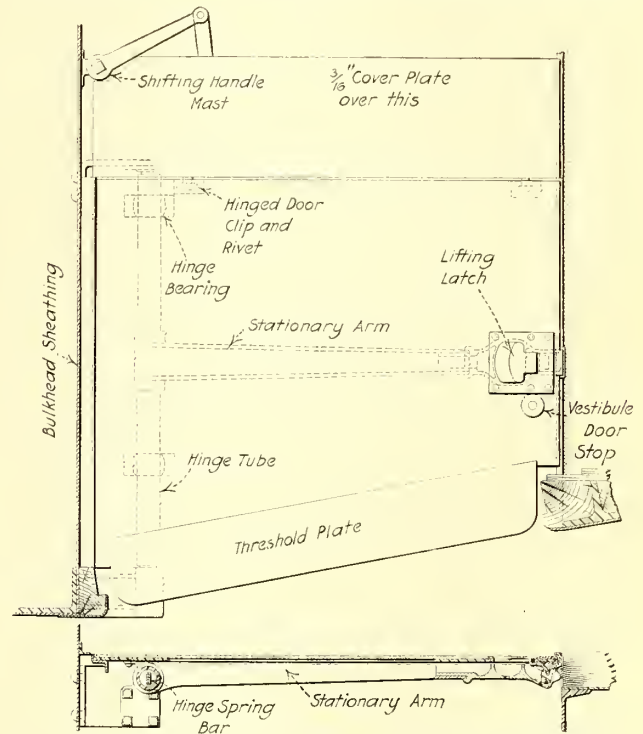 Shifting Handle
Mast
3/16" Cover Plate
over this
Hinged Door
Clip and
Rivet
Hinge
Bearing
Lifting
Latch
Bulkhead Sheathing
Stationary Arm
Vestibule
Door
Stop
Hinge Tube
Threshold Plate
Hinge Spring
Bar
Stationary Arm